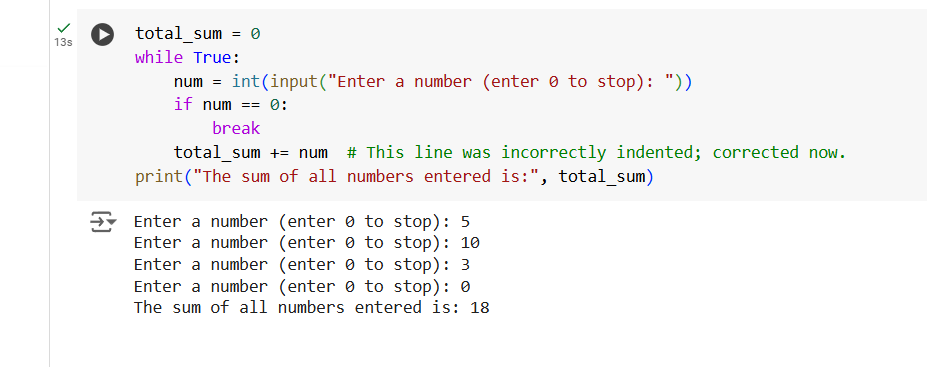 13s
total_sum = 0
while True:
    num = int(input("Enter a number (enter 0 to stop): "))
    if num == 0:
        break
    total_sum += num  # This line was incorrectly indented; corrected now.
print("The sum of all numbers entered is:", total_sum)
Enter a number (enter 0 to stop): 5
Enter a number (enter 0 to stop): 10
Enter a number (enter 0 to stop): 3
Enter a number (enter 0 to stop): 0
The sum of all numbers entered is: 18